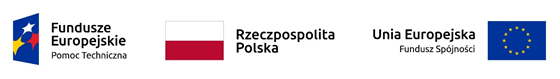 Fundusze
Europejskie
Pomoc Techniczna
Rzeczpospolita
Polska
Unia Europejska
Fundusz Spójności